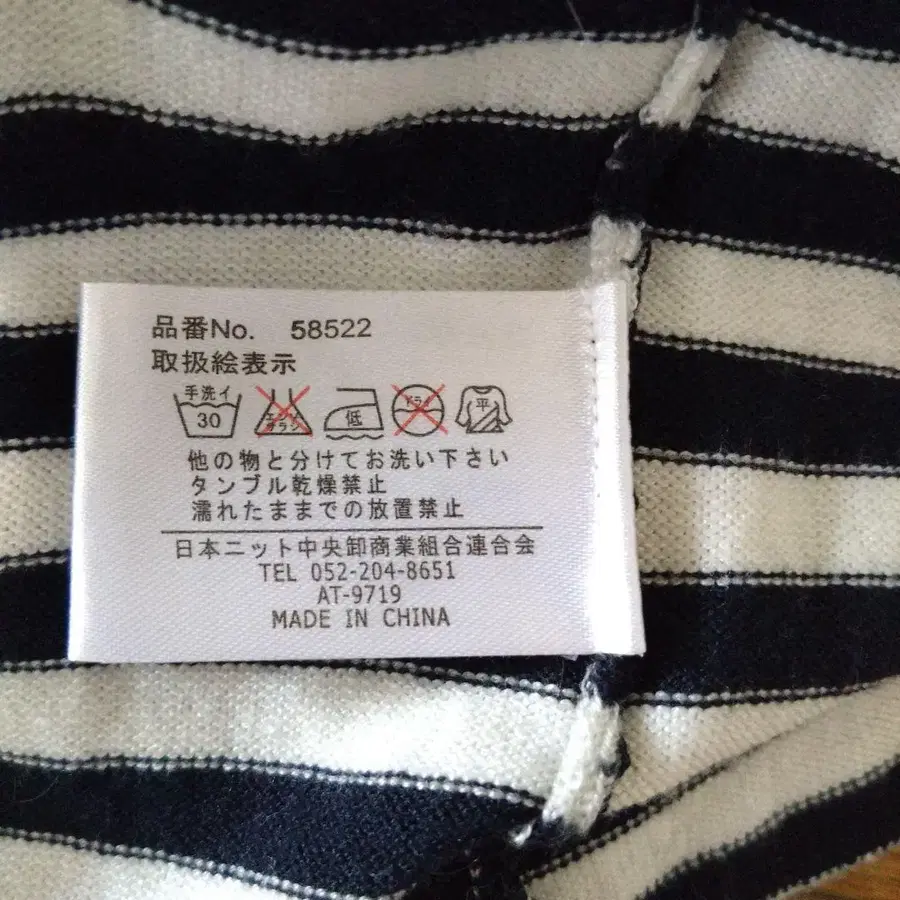 品番No. 58522
取扱絵表示
手洗イ 30 エンソ サラシ 低 ドライ 平
他の物と分けてお洗い下さい
タンブル乾燥禁止
濡れたままでの放置禁止
日本ニット中央卸商業組合連合会
TEL 052-204-8651
AT-9719
MADE IN CHINA